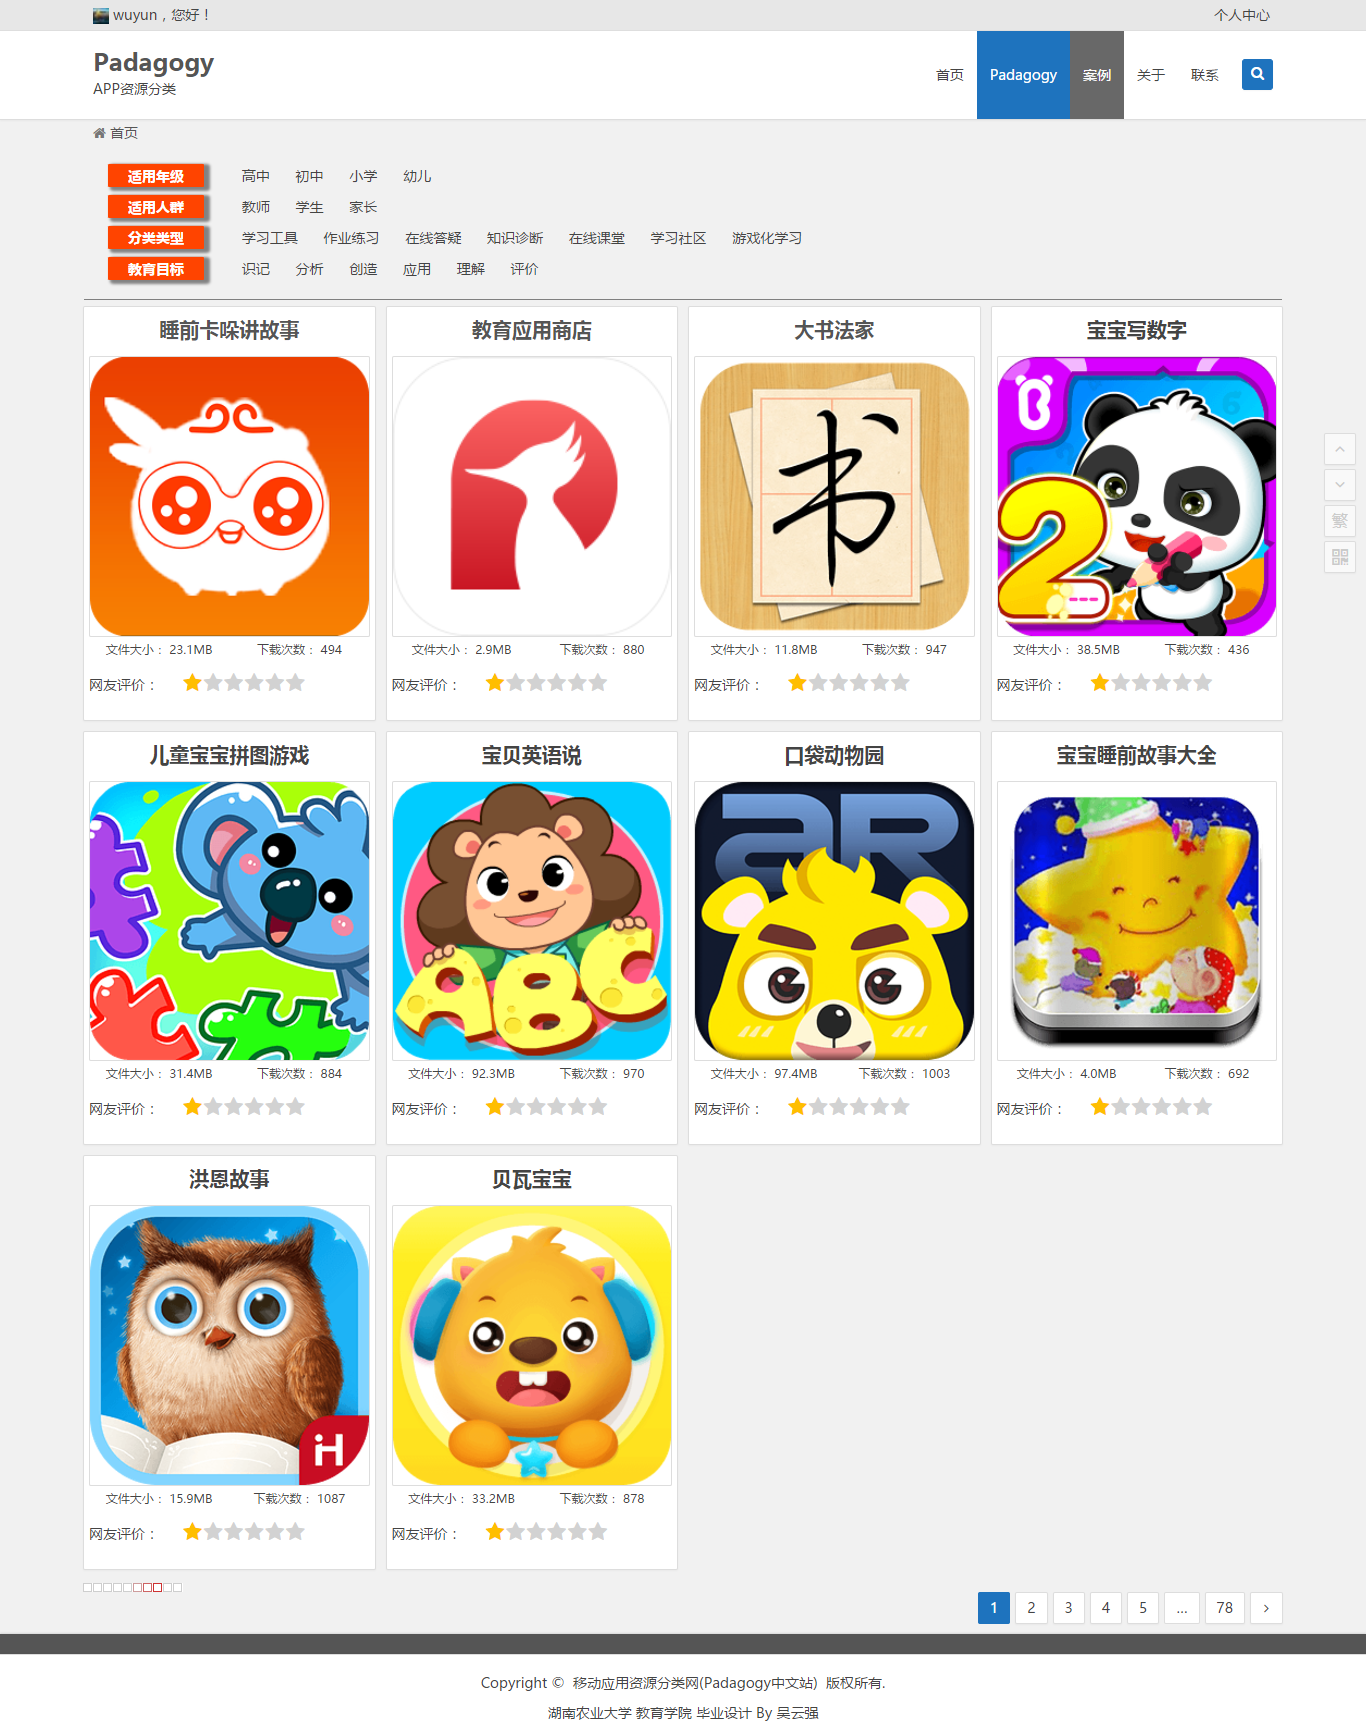 wuyun，您好！ 个人中心
Padagogy
APP资源分类
首页 Padagogy 案例 关于 联系
首页
适用年级 高中 初中 小学 幼儿
适用人群 教师 学生 家长
分类类型 学习工具 作业练习 在线答疑 知识诊断 在线课堂 学习社区 游戏化学习
教育目标 识记 分析 创造 应用 理解 评价
睡前卡哚讲故事 教育应用商店 大书法家 宝宝写数字
书
2
繁
文件大小： 23.1MB 下载次数： 494 文件大小： 2.9MB 下载次数： 880 文件大小： 11.8MB 下载次数： 947 文件大小： 38.5MB 下载次数： 436
网友评价： 网友评价： 网友评价： 网友评价：
儿童宝宝拼图游戏 宝贝英语说 口袋动物园 宝宝睡前故事大全
ABC
AR
文件大小： 31.4MB 下载次数： 884 文件大小： 92.3MB 下载次数： 970 文件大小： 97.4MB 下载次数： 1003 文件大小： 4.0MB 下载次数： 692
网友评价： 网友评价： 网友评价： 网友评价：
洪恩故事 贝瓦宝宝
iH
文件大小： 15.9MB 下载次数： 1087 文件大小： 33.2MB 下载次数： 878
网友评价： 网友评价：
1 2 3 4 5 … 78 ›
Copyright © 移动应用资源分类网(Padagogy中文站) 版权所有.
湖南农业大学 教育学院 毕业设计 By 吴云强